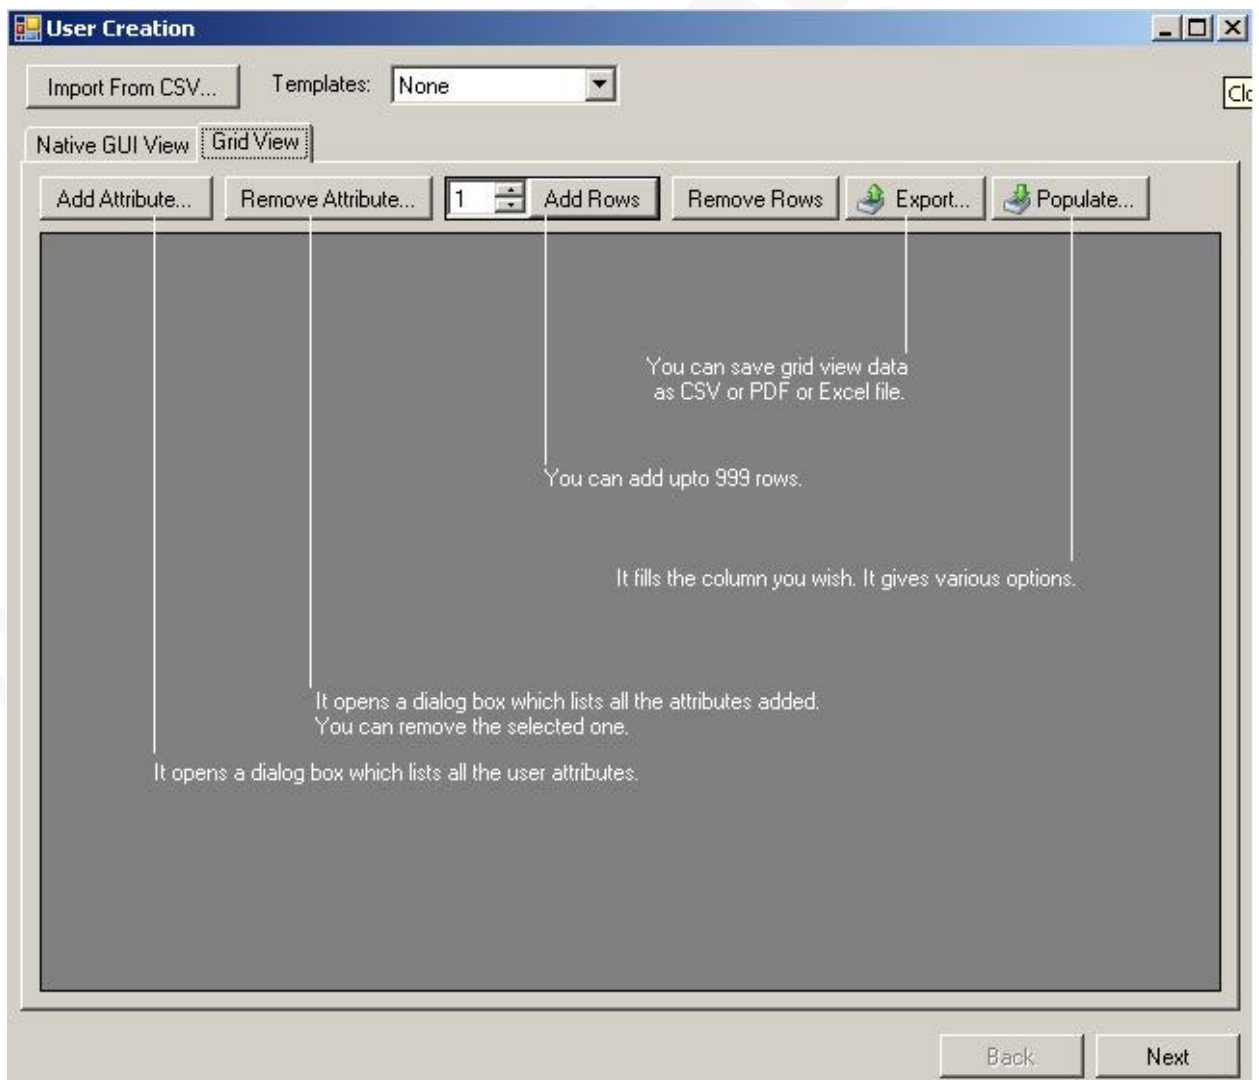 User Creation
Import From CSV... Templates: None
Clo
Native GUI View Grid View
Add Attribute... Remove Attribute... 1 Add Rows Remove Rows Export... Populate...
You can save grid view data
as CSV or PDF or Excel file.
You can add upto 999 rows.
It fills the column you wish. It gives various options.
It opens a dialog box which lists all the attributes added.
You can remove the selected one.
It opens a dialog box which lists all the user attributes.
Back Next